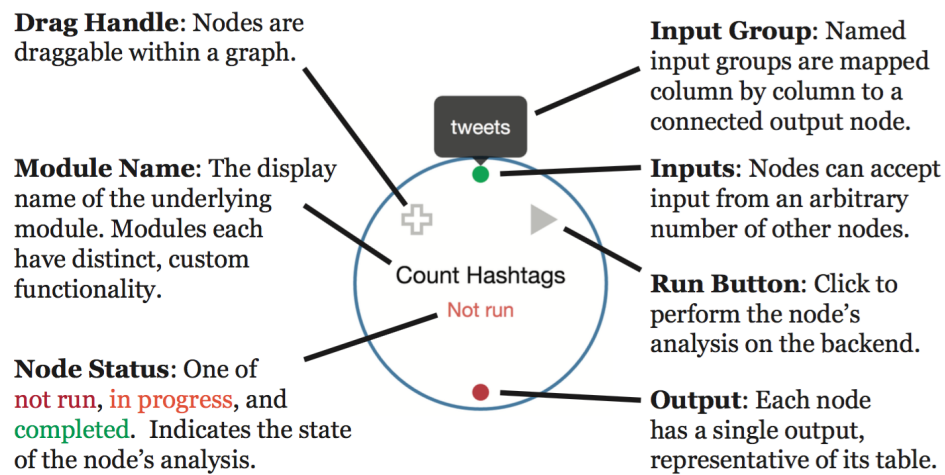 Drag Handle: Nodes are
draggable within a graph.
Module Name: The display
name of the underlying
module. Modules each
have distinct, custom
functionality.
Node Status: One of
not run, in progress, and
completed.  Indicates the state
of the node's analysis.
tweets
Count Hashtags
Not run
Input Group: Named
input groups are mapped
column by column to a
connected output node.
Inputs: Nodes can accept
input from an arbitrary
number of other nodes.
Run Button: Click to
perform the node's
analysis on the backend.
Output: Each node
has a single output,
representative of its table.